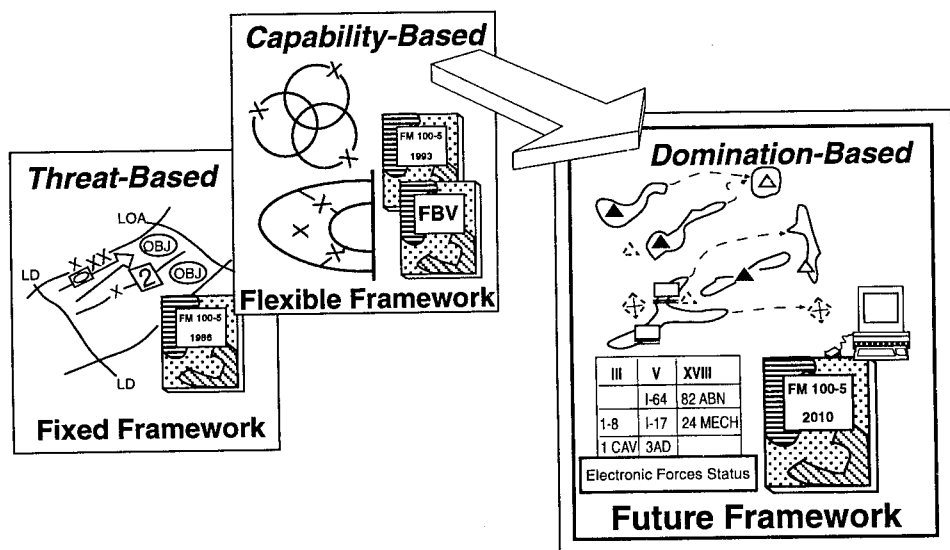 Threat-Based
LOA
OBJ
LD
X
XX
2
OBJ
X
FM 100-5
1986
LD
Fixed Framework
Capability-Based
X
X
X
FM 100-5
1993
X
X
X
FBV
Flexible Framework
Domination-Based
III V XVIII
I-64 82 ABN
1-8 I-17 24 MECH
1 CAV 3AD
Electronic Forces Status
FM 100-5
2010
Future Framework